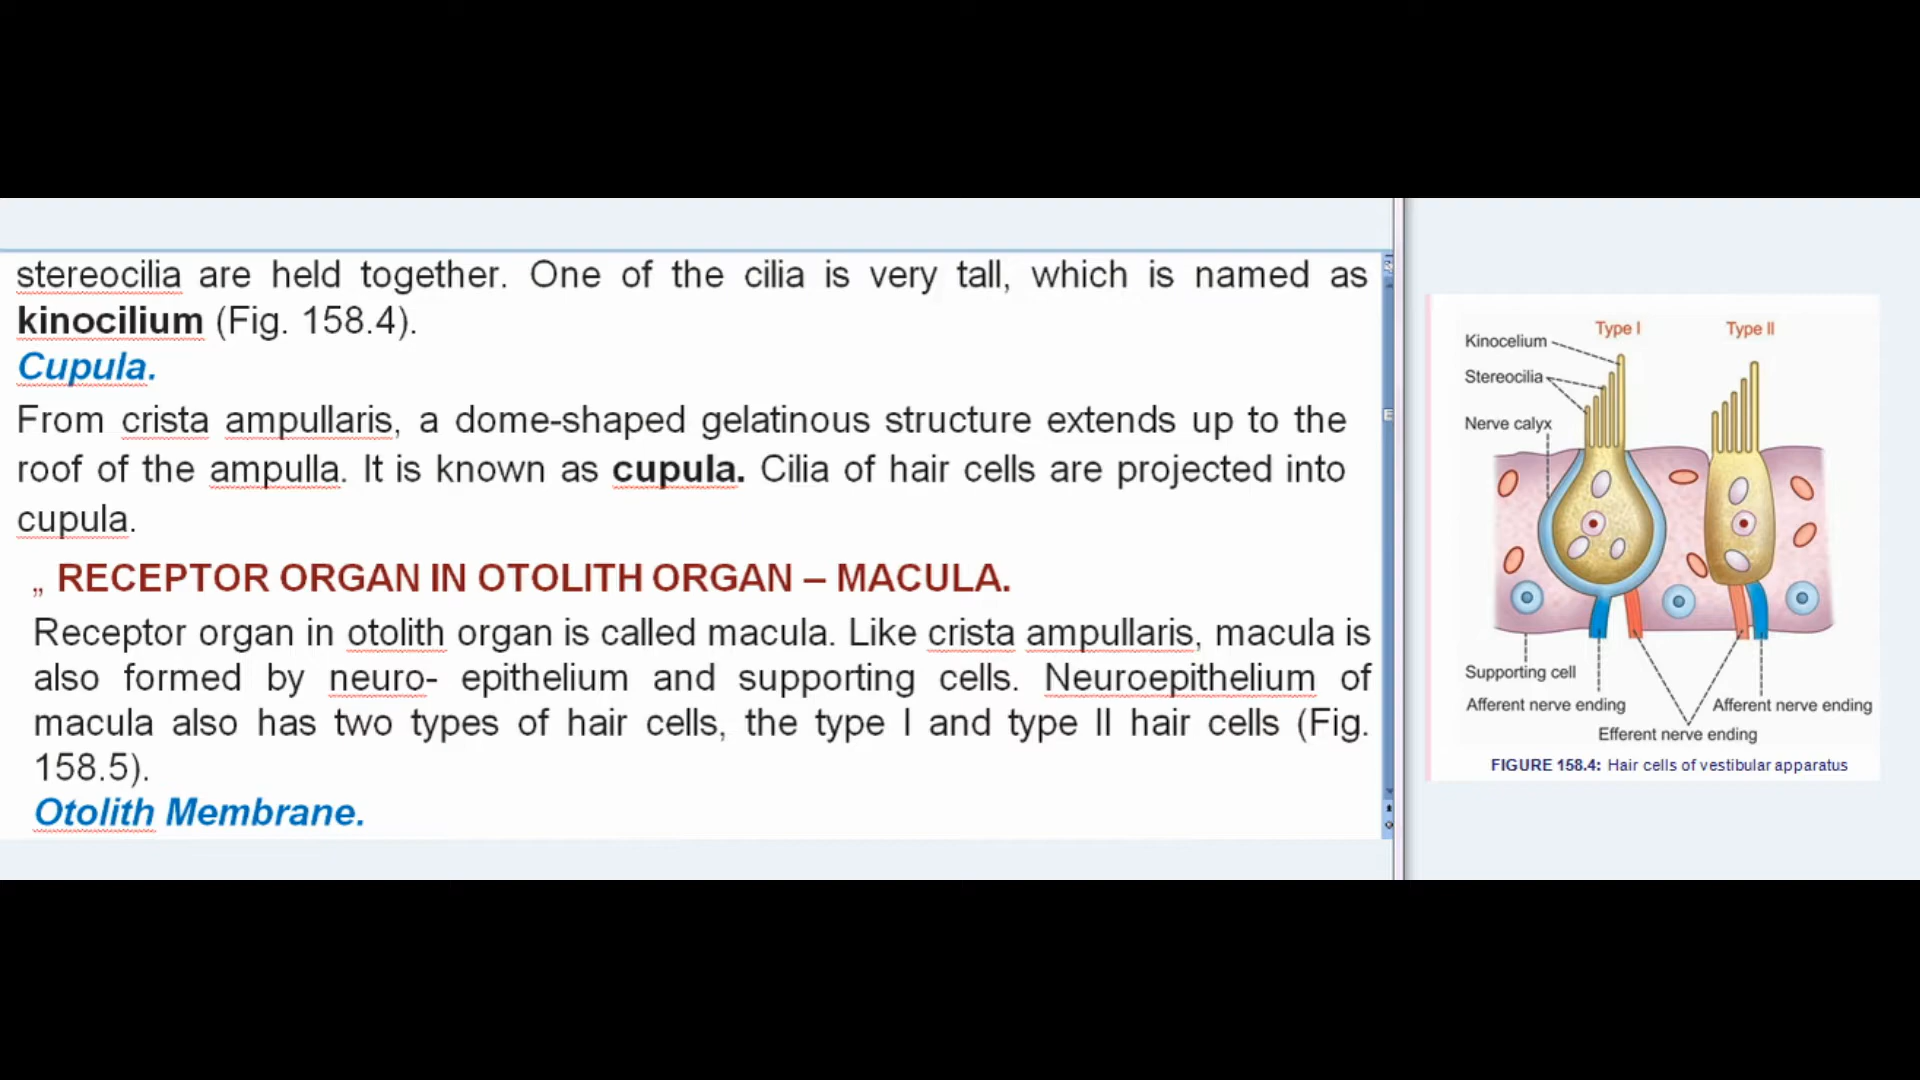 stereocilia are held together. One of the cilia is very tall, which is named as
kinocilium (Fig. 158.4).
Cupula.
From crista ampullaris, a dome-shaped gelatinous structure extends up to the
roof of the ampulla. It is known as cupula. Cilia of hair cells are projected into
cupula.
„ RECEPTOR ORGAN IN OTOLITH ORGAN – MACULA.
Receptor organ in otolith organ is called macula. Like crista ampullaris, macula is
also formed by neuro- epithelium and supporting cells. Neuroepithelium of
macula also has two types of hair cells, the type I and type II hair cells (Fig.
158.5).
Otolith Membrane.
Type I
Type II
Kinocelium
Stereocilia
Nerve calyx
Supporting cell
Afferent nerve ending
Afferent nerve ending
Efferent nerve ending
FIGURE 158.4: Hair cells of vestibular apparatus